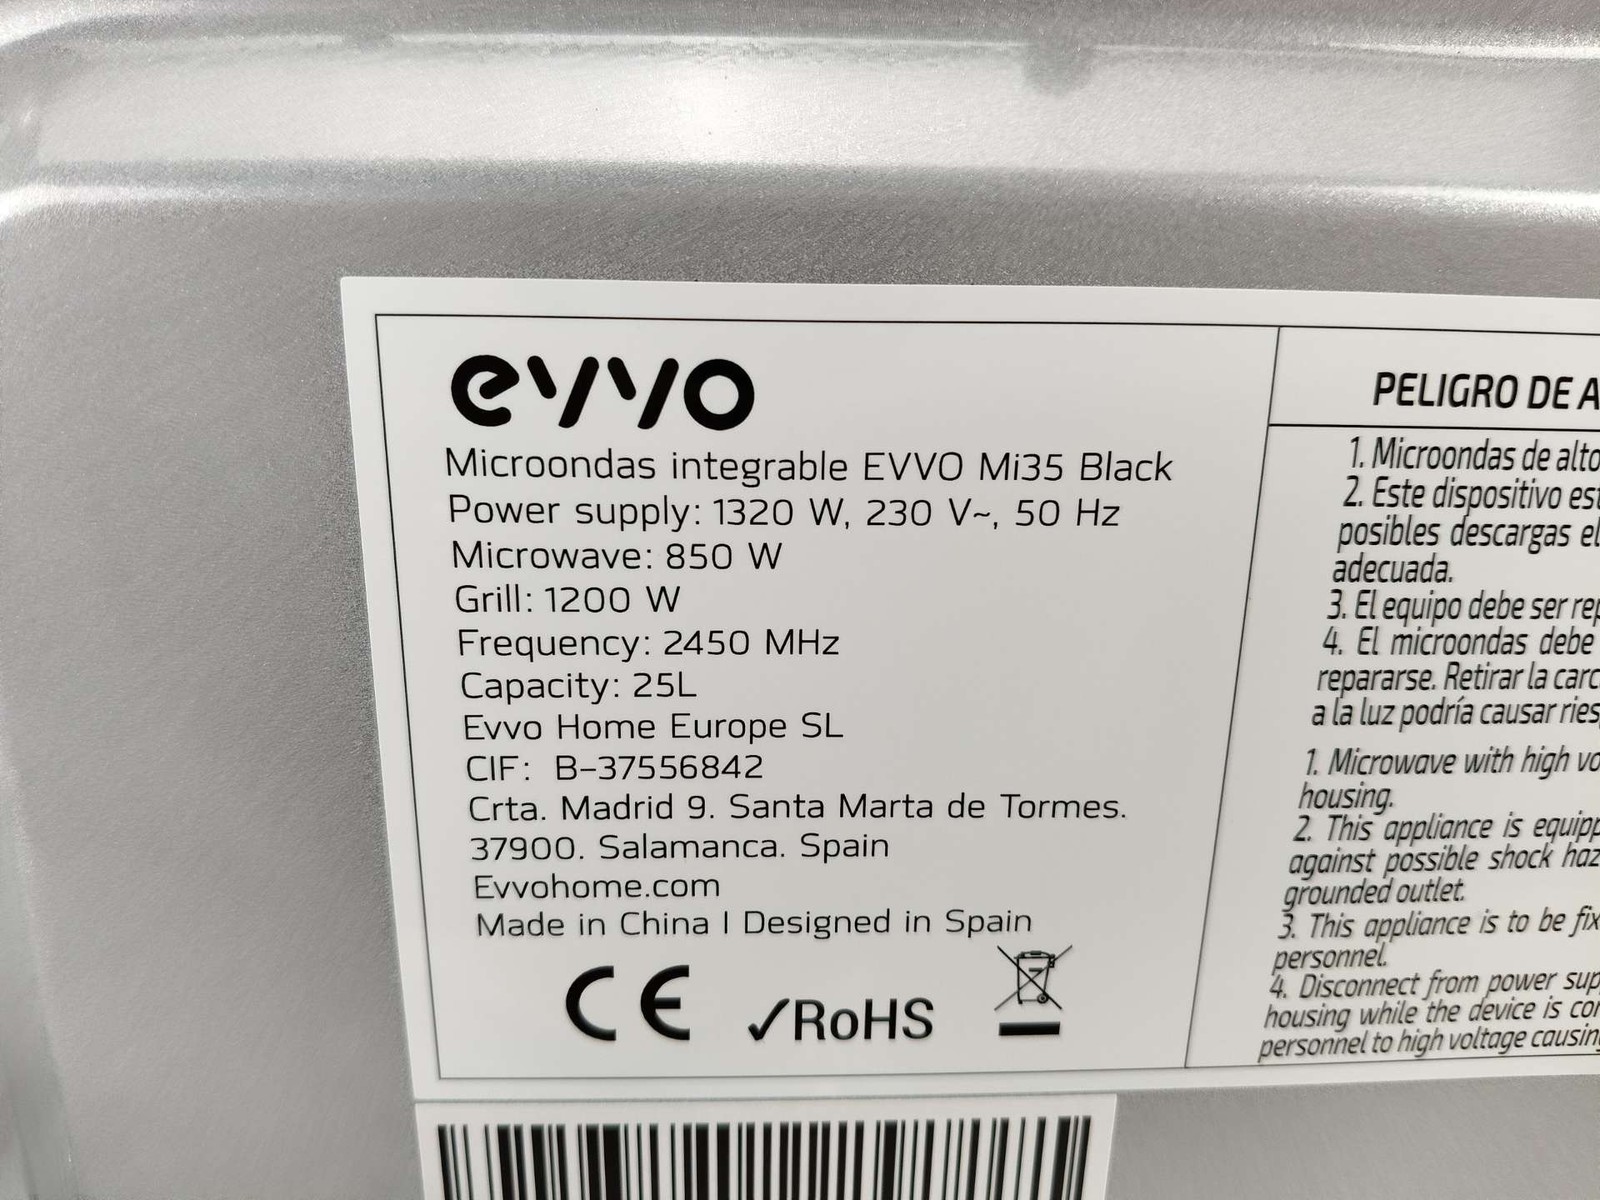 evvo
Microondas integrable EVVO Mi35 Black
Power supply: 1320 W, 230 V~, 50 Hz
Microwave: 850 W
Grill: 1200 W
Frequency: 2450 MHz
Capacity: 25L
Evvo Home Europe SL
CIF: B-37556842
Crta. Madrid 9. Santa Marta de Tormes.
37900. Salamanca. Spain
Evvohome.com
Made in China | Designed in Spain
CE ✓RoHS
PELIGRO DE
1. Microondas de alto
2. Este dispositivo
posibles descargas
adecuada.
3. El equipo debe ser
4. El microondas debe
repararse. Retirar la
a la luz podría causar
1. Microwave with high
housing.
2. This appliance is
against possible shock
grounded outlet.
3. This appliance is to be
personnel.
4. Disconnect from power
housing while the device is
personnel to high voltage